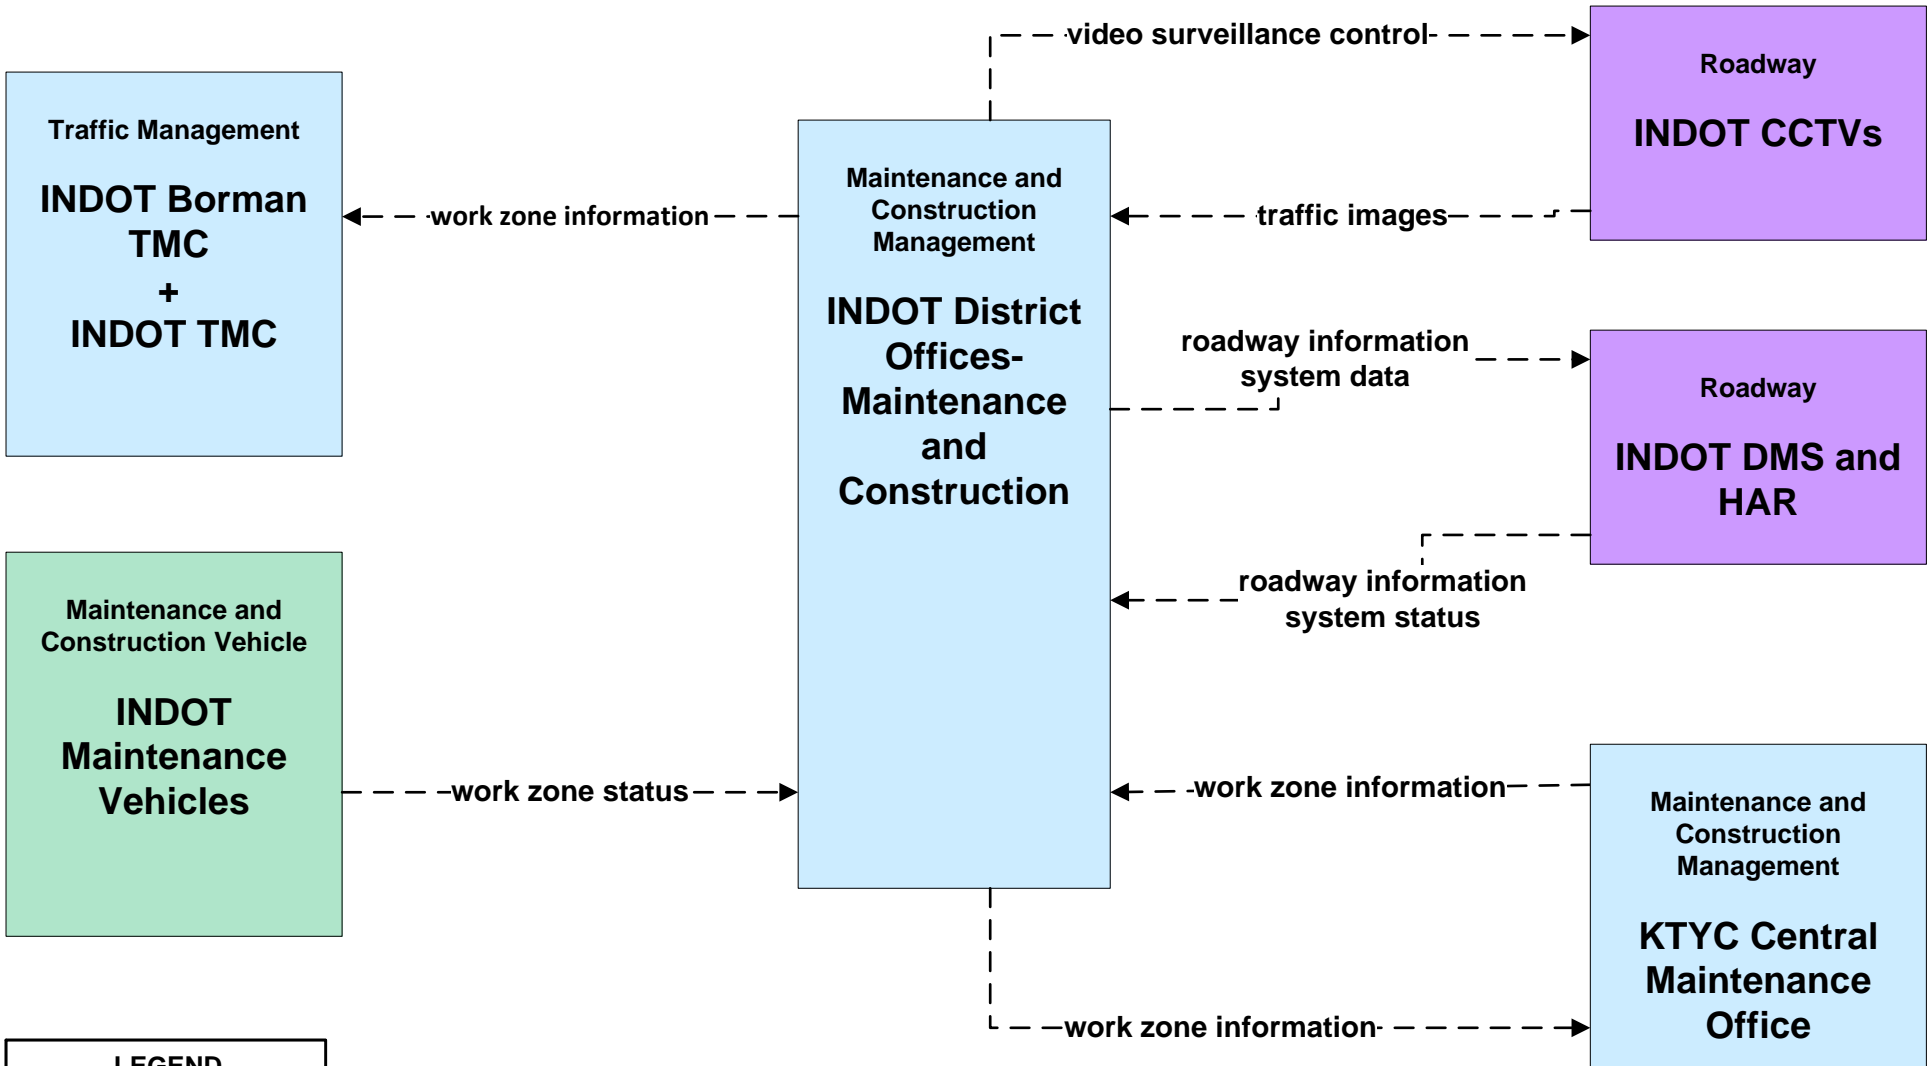 video surveillance control
Roadway
INDOT CCTVs
Traffic Management
INDOT Borman
TMC
+
INDOT TMC
work zone information
Maintenance and
Construction
Management
INDOT District
Offices-
Maintenance
and
Construction
traffic images
roadway information
system data
Roadway
INDOT DMS and
HAR
roadway information
system status
Maintenance and
Construction Vehicle
INDOT
Maintenance
Vehicles
work zone status
work zone information
Maintenance and
Construction
Management
KTYC Central
Maintenance
Office
work zone information
LEGEND